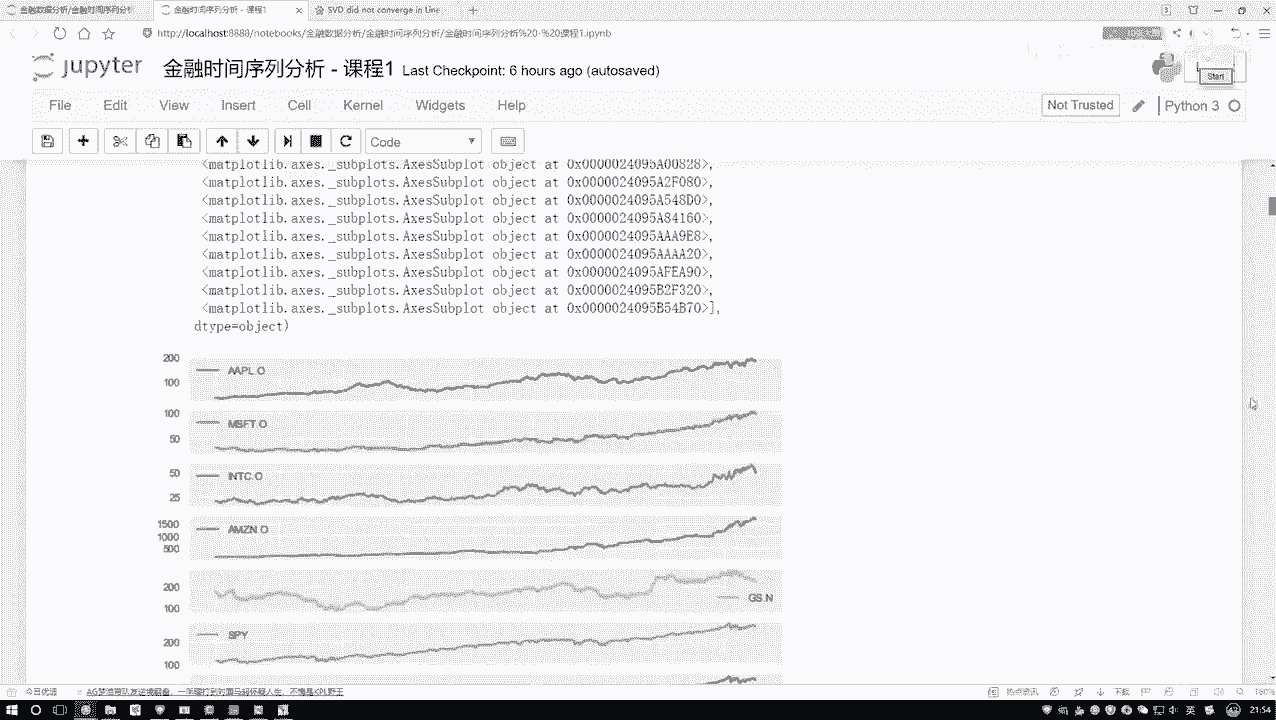 金融数据分析/金融时间序列分析
金融时间序列分析 - 课程1
SVD did not converge in Line
http://localhost:8888/notebooks/金融数据分析/金融时间序列分析/金融时间序列分析%20-%20课程1.ipynb
jupyter
金融时间序列分析 - 课程1 Last Checkpoint: 6 hours ago (autosaved)
Start
File Edit View Insert Cell Kernel Widgets Help
Not Trusted
Python 3
Code
<matplotlib.axes._subplots.AxesSubplot object at 0x0000024095A00828>,
<matplotlib.axes._subplots.AxesSubplot object at 0x0000024095A2F080>,
<matplotlib.axes._subplots.AxesSubplot object at 0x0000024095A548D0>,
<matplotlib.axes._subplots.AxesSubplot object at 0x0000024095A84160>,
<matplotlib.axes._subplots.AxesSubplot object at 0x0000024095AAA9E8>,
<matplotlib.axes._subplots.AxesSubplot object at 0x0000024095AAAA20>,
<matplotlib.axes._subplots.AxesSubplot object at 0x0000024095AFEA90>,
<matplotlib.axes._subplots.AxesSubplot object at 0x0000024095B2F320>,
<matplotlib.axes._subplots.AxesSubplot object at 0x0000024095B54B70>],
dtype=object)
200
AAPL.O
100
100
MSFT.O
50
50
INTC.O
25
1500
AMZN.O
1000
500
200
GS.N
100
SPY
200
100
今日优选
热点资讯
下载
160%
英
21:54